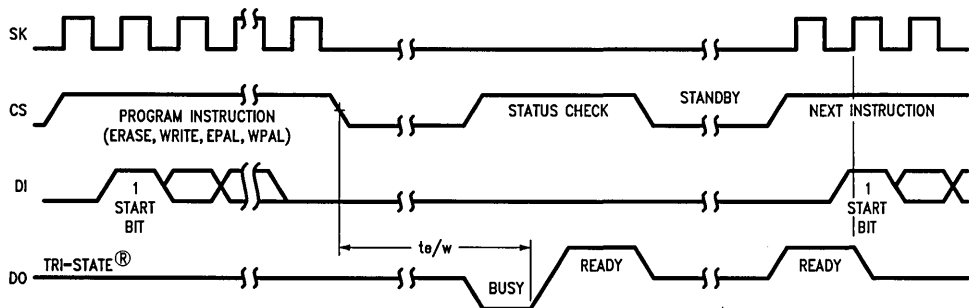 SK
CS
PROGRAM INSTRUCTION
(ERASE, WRITE, EPAL, WPAL)
STATUS CHECK
STANDBY
NEXT INSTRUCTION
DI
1
START
BIT
1
START
BIT
te/w
DO
TRI-STATE®
BUSY
READY
READY